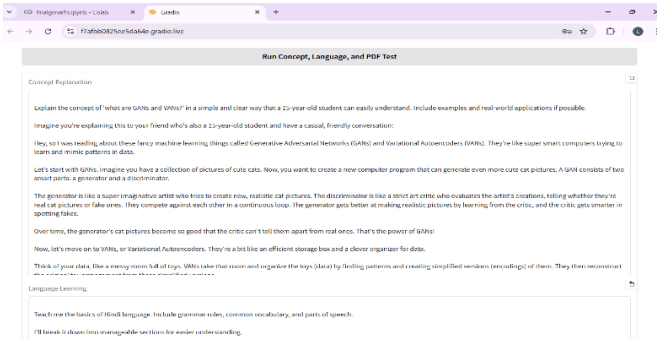 finalgenaifix.ipynb - Colab
Gradio
f7afbb0825ee5da64e.gradio.live
Run Concept, Language, and PDF Test
Concept Explanation
Explain the concept of 'what are GANs and VANs?' in a simple and clear way that a 15-year-old student can easily understand. Include examples and real-world applications if possible.
Imagine you're explaining this to your friend who's also a 15-year-old student and have a casual, friendly conversation:
Hey, so I was reading about these fancy machine learning things called Generative Adversarial Networks (GANs) and Variational Autoencoders (VANs). They're like super smart computers trying to
learn and mimic patterns in data.
Let's start with GANs. Imagine you have a collection of pictures of cute cats. Now, you want to create a new computer program that can generate even more cute cat pictures. A GAN consists of two
smart parts: a generator and a discriminator.
The generator is like a super imaginative artist who tries to create new, realistic cat pictures. The discriminator is like a strict art critic who evaluates the artist's creations, telling whether they're
real cat pictures or fake ones. They compete against each other in a continuous loop. The generator gets better at making realistic pictures by learning from the critic, and the critic gets smarter in
spotting fakes.
Over time, the generator's cat pictures become so good that the critic can't tell them apart from real ones. That's the power of GANs!
Now, let's move on to VANs, or Variational Autoencoders. They're a bit like an efficient storage box and a clever organizer for data.
Think of your data, like a messy room full of toys. VANs take that room and organize the toys (data) by finding patterns and creating simplified versions (encodings) of them. They then reconstruct
Language Learning
Teach me the basics of Hindi language. Include grammar rules, common vocabulary, and parts of speech.
I'll break it down into manageable sections for easier understanding.